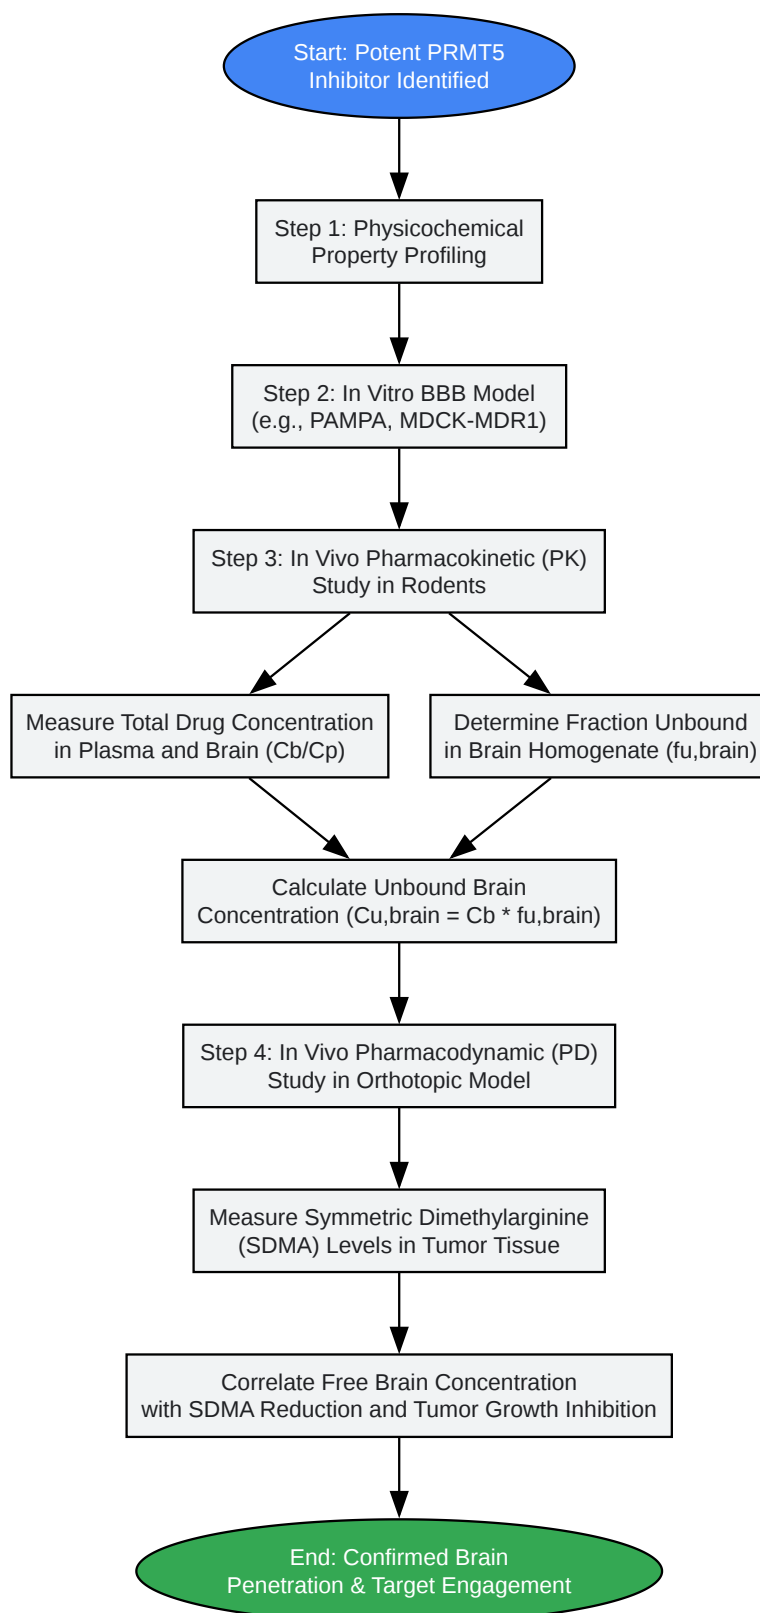 Start: Potent PRMT5
Inhibitor Identified
Step 1: Physicochemical
Property Profiling
Step 2: In Vitro BBB Model
(e.g., PAMPA, MDCK-MDR1)
Step 3: In Vivo Pharmacokinetic (PK)
Study in Rodents
Measure Total Drug Concentration
in Plasma and Brain (Cb/Cp)
Determine Fraction Unbound
in Brain Homogenate (fu,brain)
Calculate Unbound Brain
Concentration (Cu,brain = Cb * fu,brain)
Step 4: In Vivo Pharmacodynamic (PD)
Study in Orthotopic Model
Measure Symmetric Dimethylarginine
(SDMA) Levels in Tumor Tissue
Correlate Free Brain Concentration
with SDMA Reduction and Tumor Growth Inhibition
End: Confirmed Brain
Penetration & Target Engagement